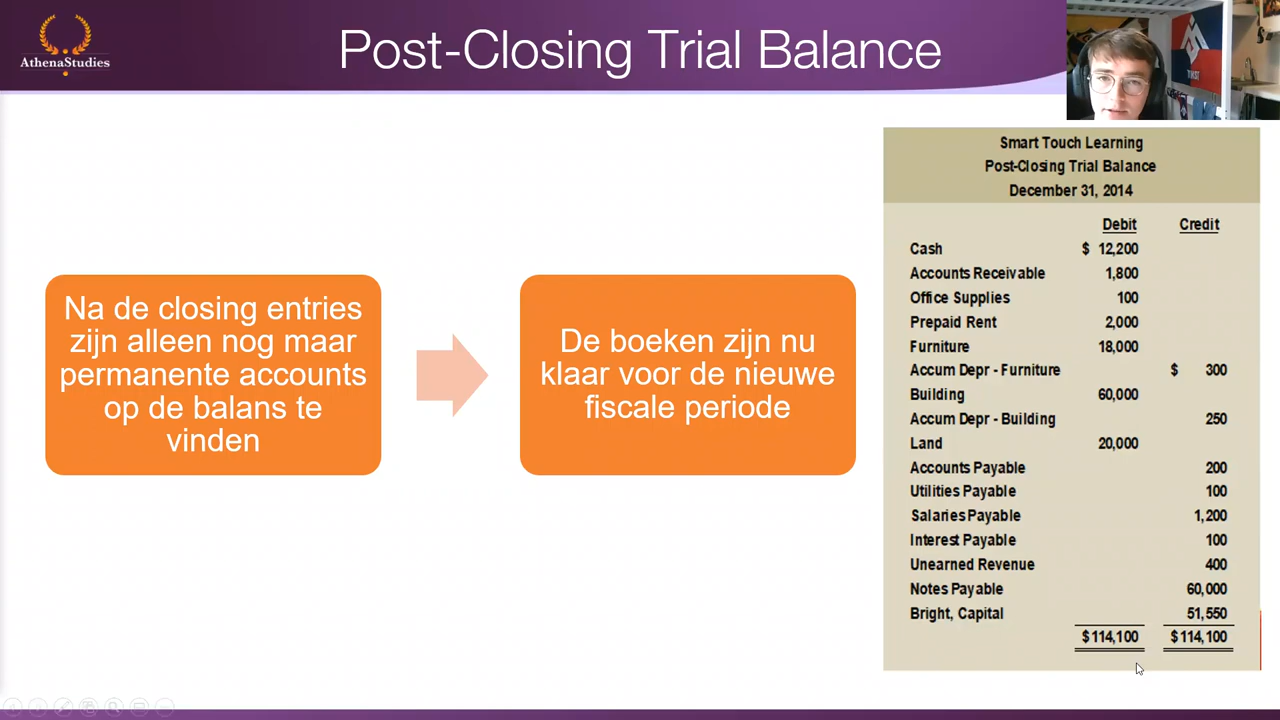 AthenaStudies
Post-Closing Trial Balance
Na de closing entries
zijn alleen nog maar
permanente accounts
op de balans te
vinden
De boeken zijn nu
klaar voor de nieuwe
fiscale periode
Smart Touch Learning
Post-Closing Trial Balance
December 31, 2014
Debit Credit
Cash $ 12,200
Accounts Receivable 1,800
Office Supplies 100
Prepaid Rent 2,000
Furniture 18,000
Accum Depr - Furniture $ 300
Building 60,000
Accum Depr - Building 250
Land 20,000
Accounts Payable 200
Utilities Payable 100
Salaries Payable 1,200
Interest Payable 100
Unearned Revenue 400
Notes Payable 60,000
Bright, Capital 51,550
$114,100 $114,100